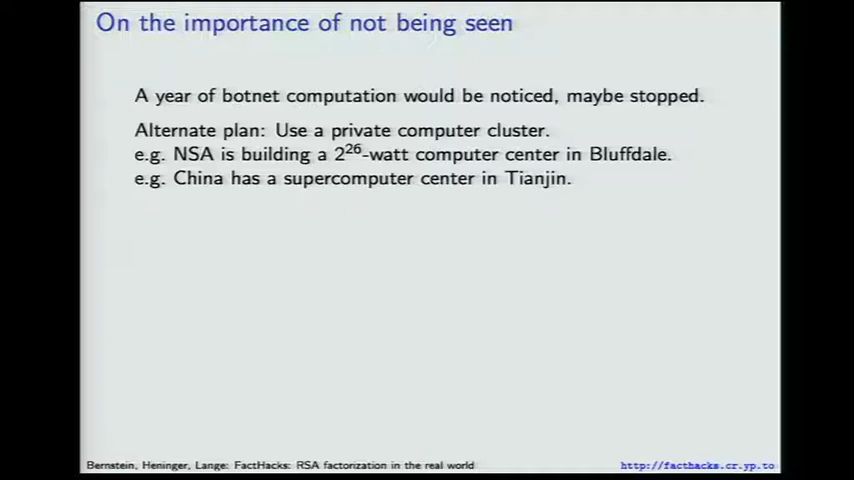 On the importance of not being seen
A year of botnet computation would be noticed, maybe stopped.
Alternate plan: Use a private computer cluster.
e.g. NSA is building a 2²⁶-watt computer center in Bluffdale.
e.g. China has a supercomputer center in Tianjin.
Bernstein, Heninger, Lange: FactHacks: RSA factorization in the real world
http://facthacks.cr.yp.to